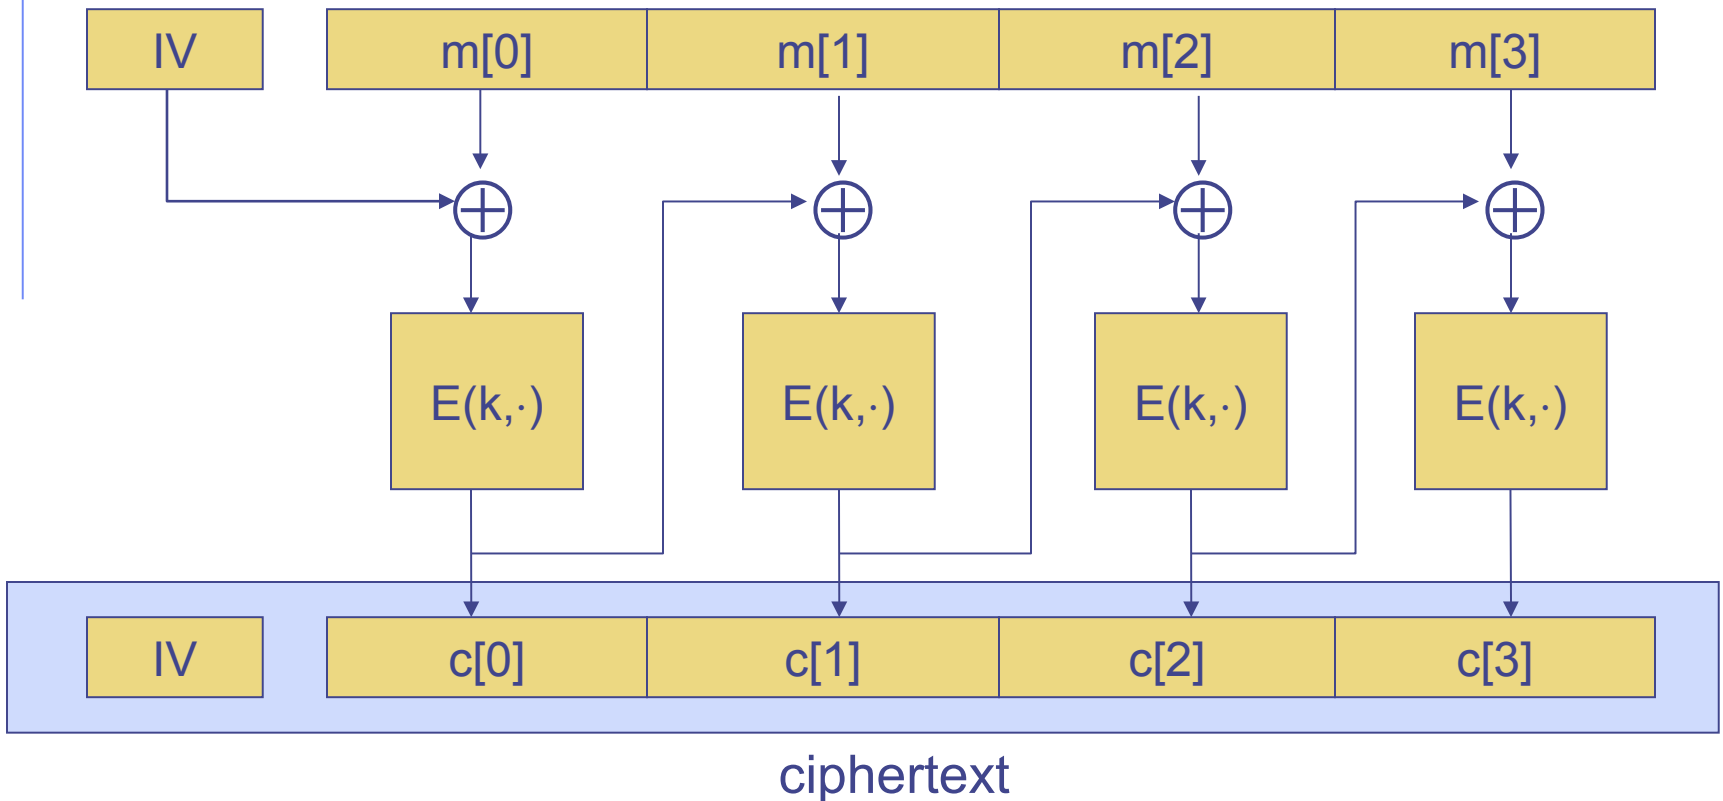 IV m[0] m[1] m[2] m[3]
E(k,·) E(k,·) E(k,·) E(k,·)
IV c[0] c[1] c[2] c[3]
ciphertext